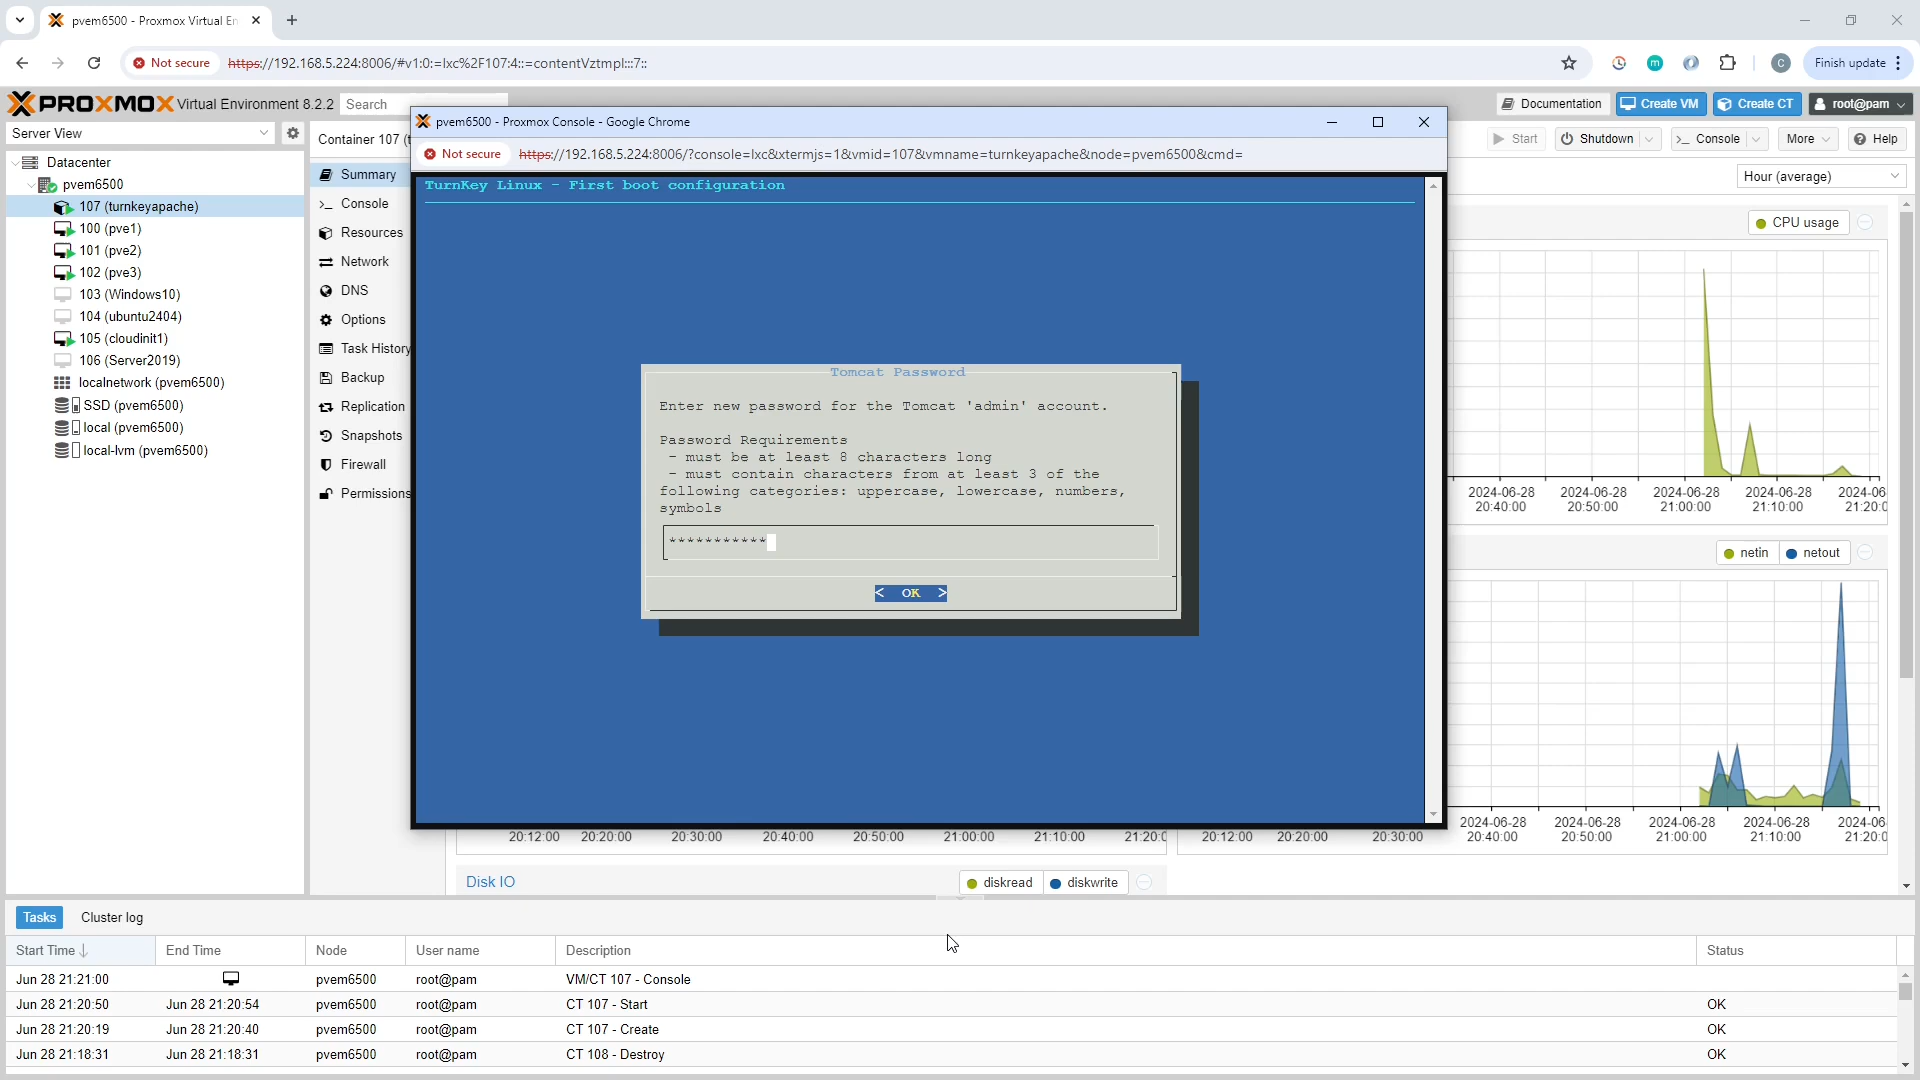 pvem6500 - Proxmox Virtual En
Not secure
https://192.168.5.224:8006/#v1:0:=lxc%2F107:4::=contentVztmpl:::7::
C
Finish update
PROXMOX Virtual Environment 8.2.2
Search
Documentation
Create VM
Create CT
root@pam
Server View
Datacenter
pvem6500
107 (turnkeyapache)
100 (pve1)
101 (pve2)
102 (pve3)
103 (Windows10)
104 (ubuntu2404)
105 (cloudinit1)
106 (Server2019)
localnetwork (pvem6500)
SSD (pvem6500)
local (pvem6500)
local-lvm (pvem6500)
Container 107 (t
Start
Shutdown
Console
More
Help
Summary
Console
Resources
Network
DNS
Options
Task History
Backup
Replication
Snapshots
Firewall
Permissions
Hour (average)
pvem6500 - Proxmox Console - Google Chrome
Not secure
https://192.168.5.224:8006/?console=lxc&xtermjs=1&vmid=107&vmname=turnkeyapache&node=pvem6500&cmd=
TurnKey Linux - First boot configuration
Tomcat Password
Enter new password for the Tomcat 'admin' account.
Password Requirements
- must be at least 8 characters long
- must contain characters from at least 3 of the
following categories: uppercase, lowercase, numbers,
symbols
***********
< OK >
CPU usage
2024-06-28 2024-06-28 2024-06-28 2024-06-28 2024-06
20:40:00 20:50:00 21:00:00 21:10:00 21:20:0
netin
netout
2024-06-28 2024-06-28 2024-06-28 2024-06-28 2024-06
20:40:00 20:50:00 21:00:00 21:10:00 21:20:0
20:12:00 20:20:00 20:30:00 20:40:00 20:50:00 21:00:00 21:10:00 21:20:0
20:12:00 20:20:00 20:30:00
Disk IO
diskread
diskwrite
Tasks
Cluster log
Start Time End Time Node User name Description Status
Jun 28 21:21:00 pvem6500 root@pam VM/CT 107 - Console
Jun 28 21:20:50 Jun 28 21:20:54 pvem6500 root@pam CT 107 - Start OK
Jun 28 21:20:19 Jun 28 21:20:40 pvem6500 root@pam CT 107 - Create OK
Jun 28 21:18:31 Jun 28 21:18:31 pvem6500 root@pam CT 108 - Destroy OK